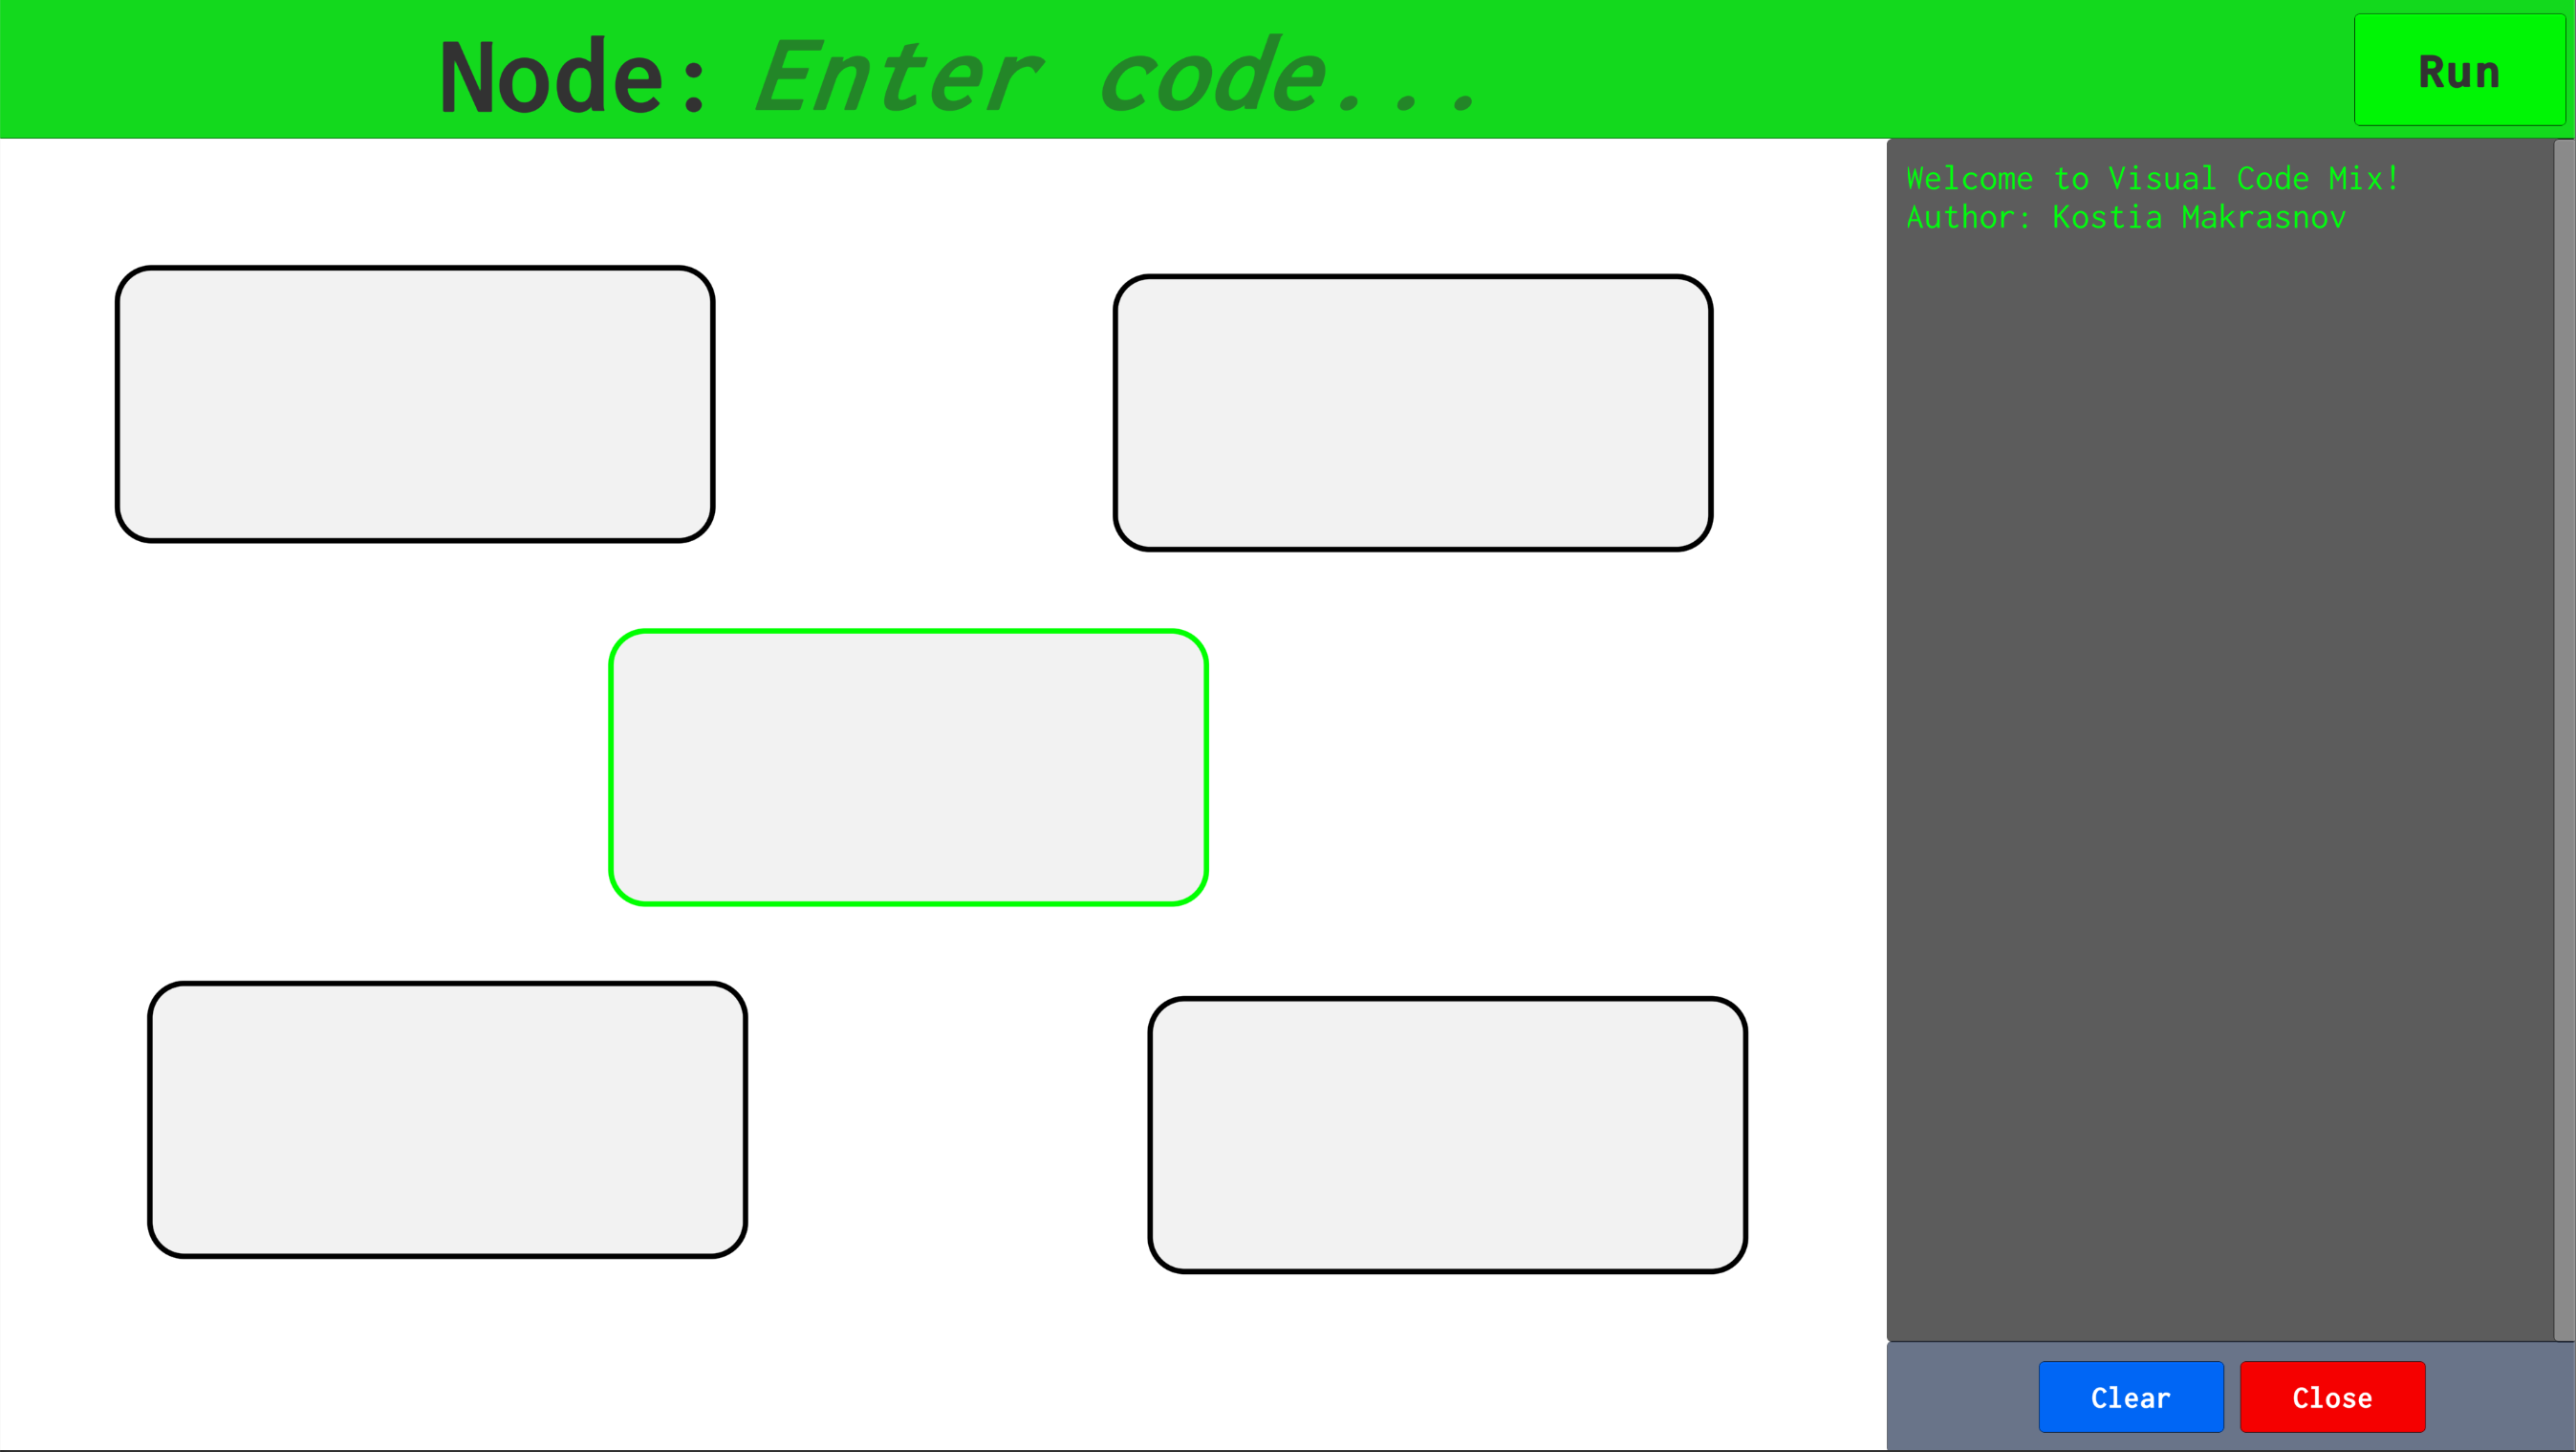 Node: Enter code...
Run
Welcome to Visual Code Mix!
Author: Kostia Makrasnov
Clear
Close